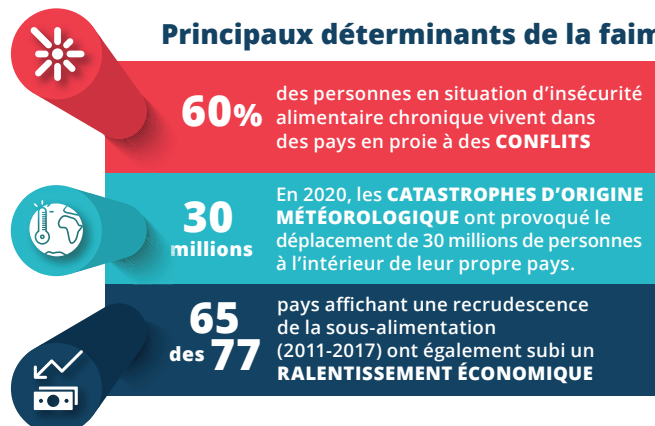 Principaux déterminants de la faim
60%
des personnes en situation d’insécurité
alimentaire chronique vivent dans
des pays en proie à des CONFLITS
30
millions
En 2020, les CATASTROPHES D’ORIGINE
MÉTÉOROLOGIQUE ont provoqué le
déplacement de 30 millions de personnes
à l’intérieur de leur propre pays.
65
des 77
pays affichant une recrudescence
de la sous-alimentation
(2011-2017) ont également subi un
RALENTISSEMENT ÉCONOMIQUE